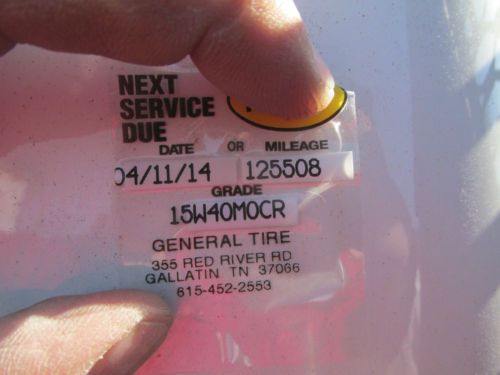 NEXT
SERVICE
DUE
DATE OR MILEAGE
04/11/14 125508
GRADE
15W40MOCR
GENERAL TIRE
355 RED RIVER RD
GALLATIN TN 37066
615-452-2553